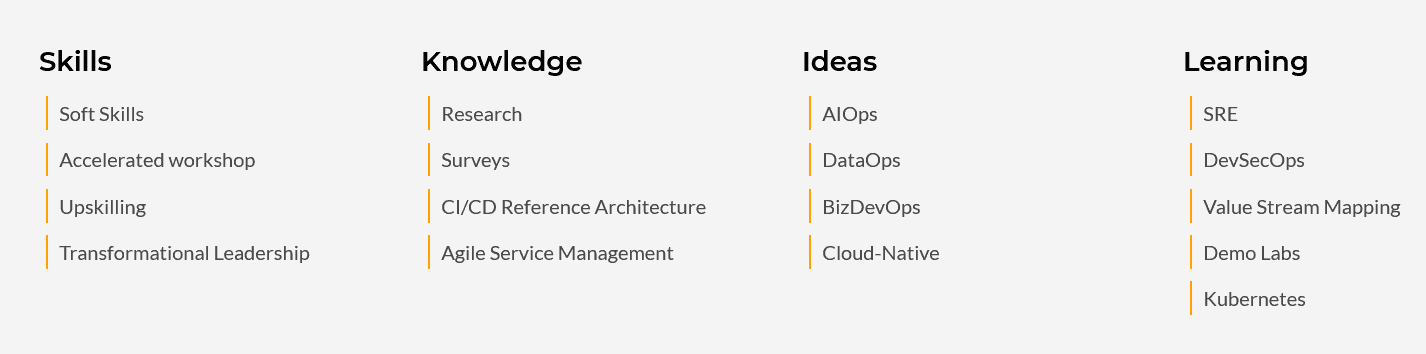 Skills
Soft Skills
Accelerated workshop
Upskilling
Transformational Leadership
Knowledge
Research
Surveys
CI/CD Reference Architecture
Agile Service Management
Ideas
AIOps
DataOps
BizDevOps
Cloud-Native
Learning
SRE
DevSecOps
Value Stream Mapping
Demo Labs
Kubernetes